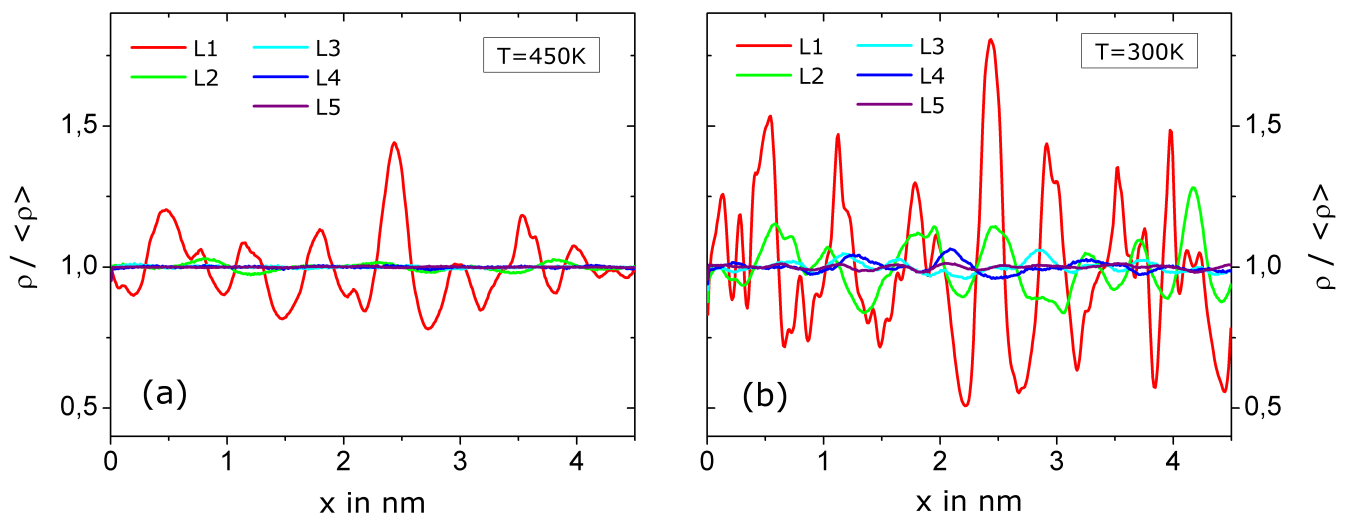 L1
L2
L3
L4
L5
T=450K
1,5
1,0
0,5
ρ / <ρ>
(a)
0
1
2
3
4
x in nm
L1
L2
L3
L4
L5
T=300K
1,5
1,0
0,5
ρ / <ρ>
(b)
0
1
2
3
4
x in nm